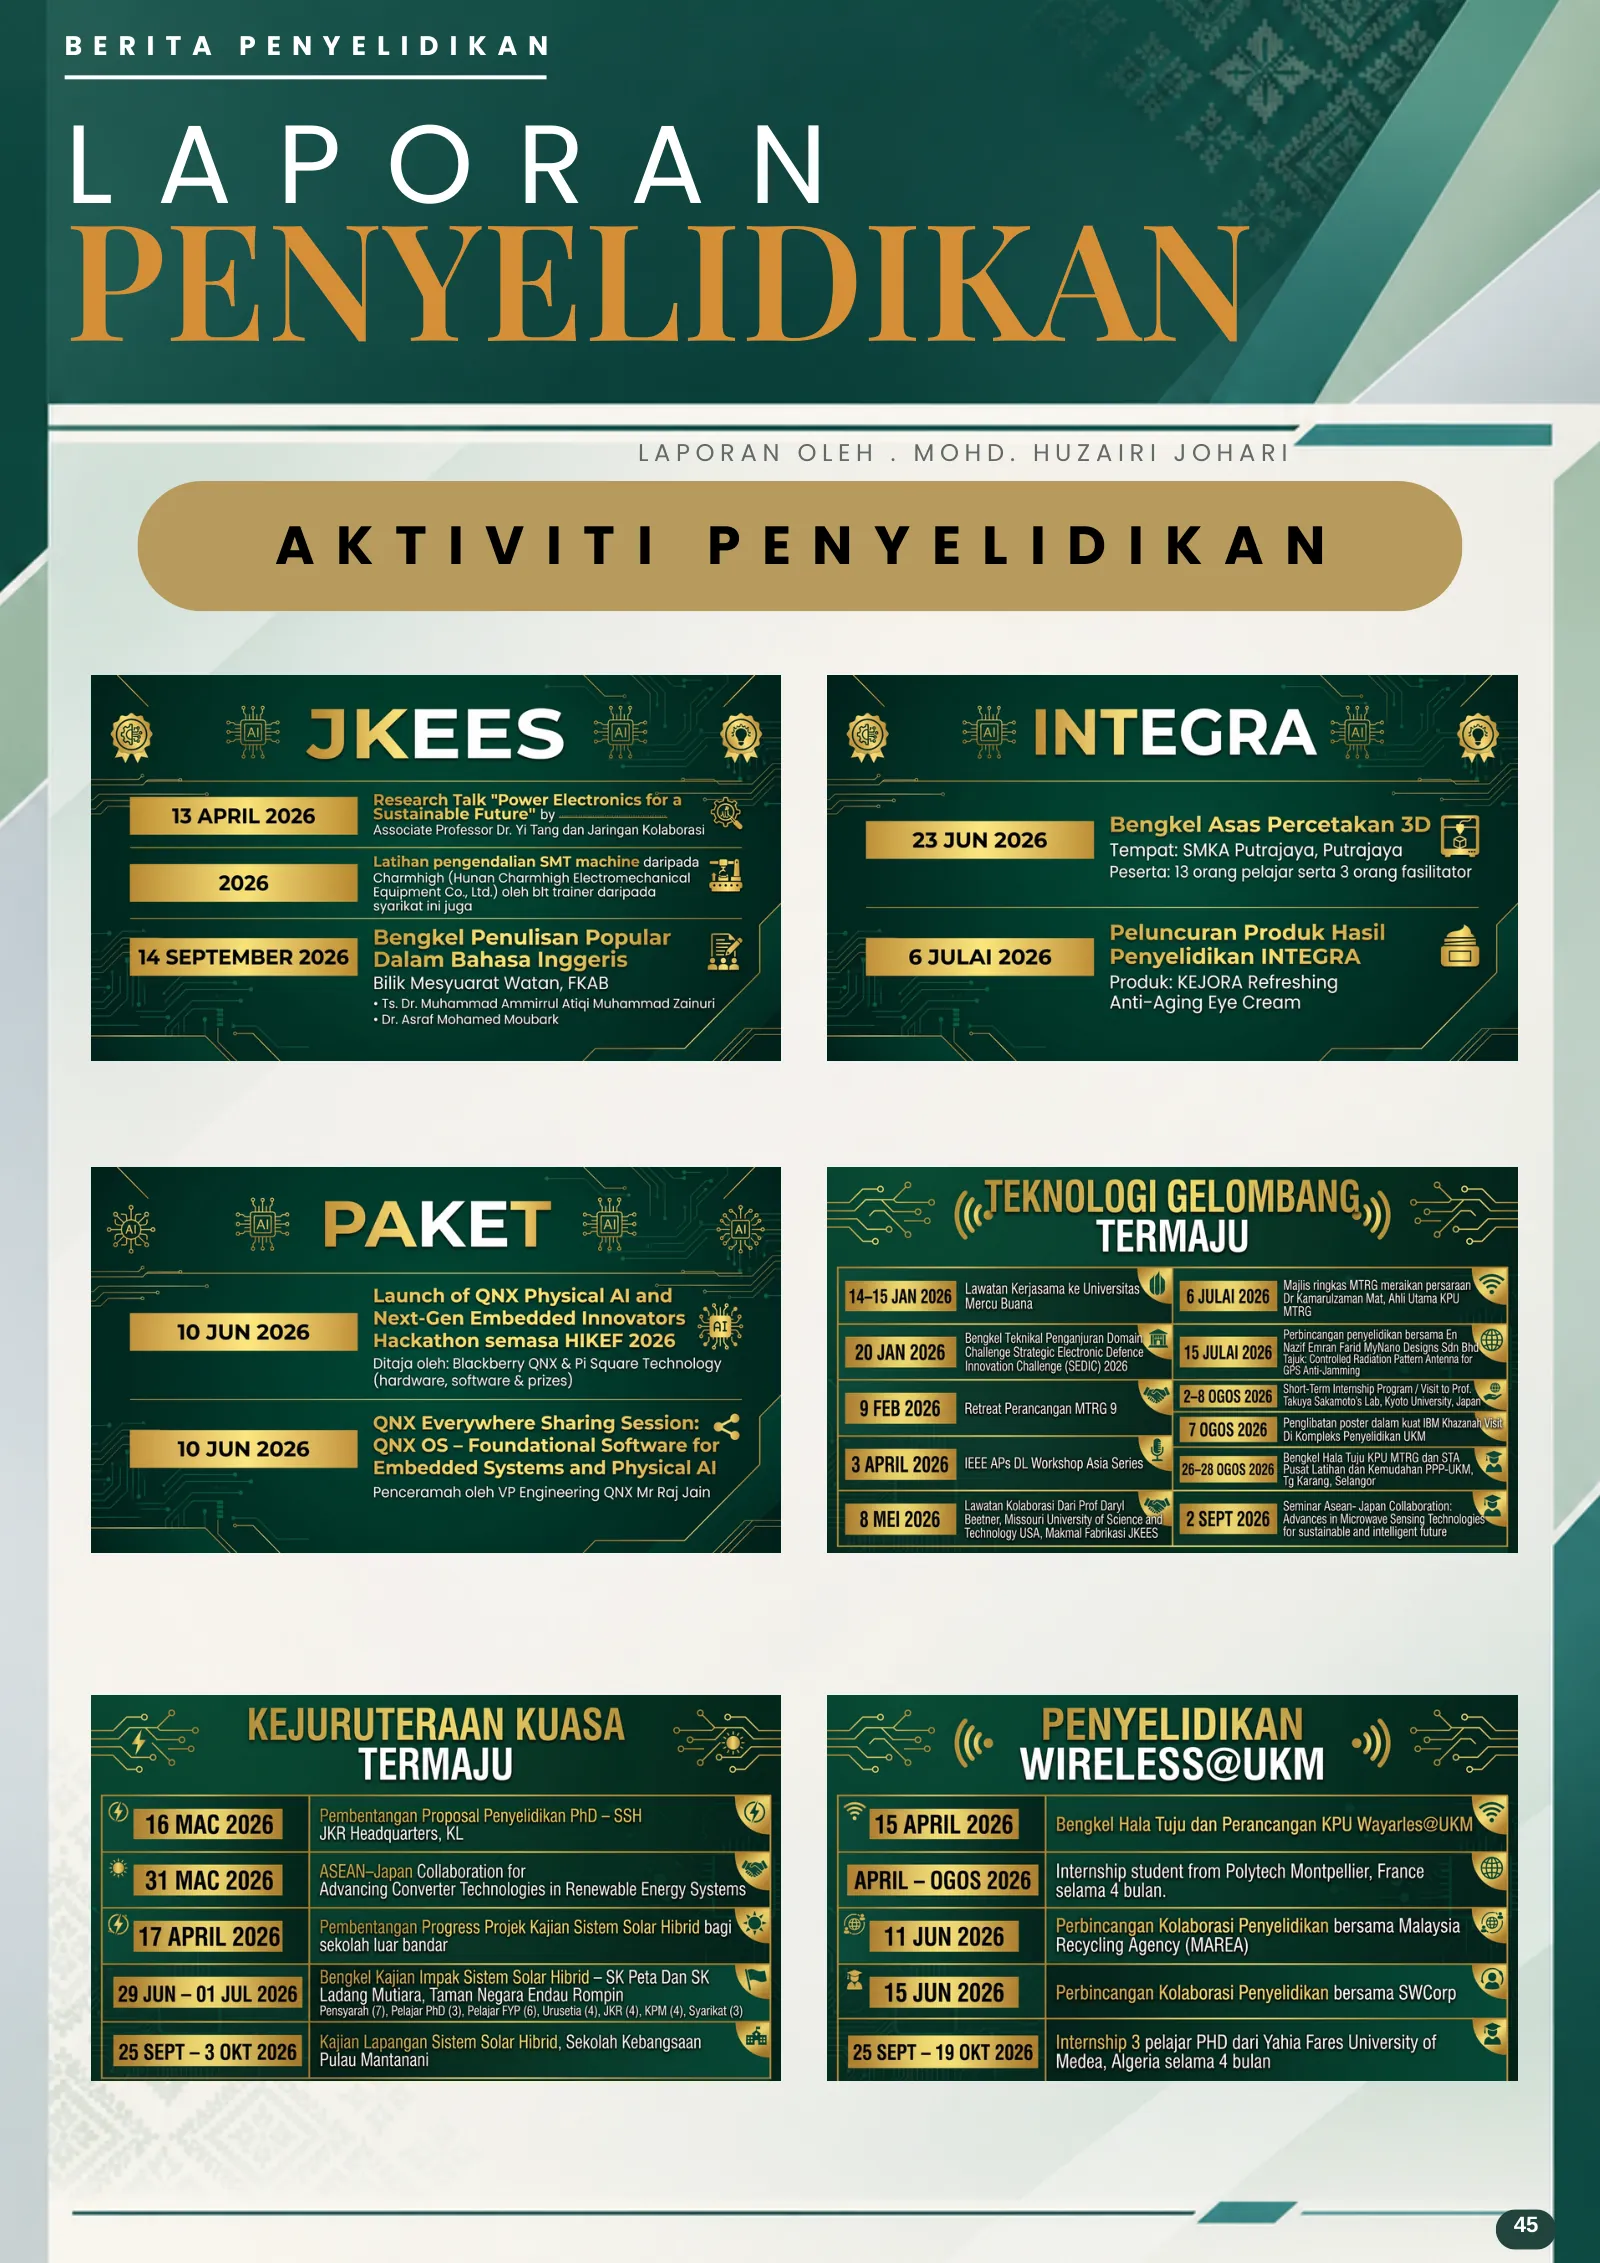 BERITA PENYELIDIKAN
LAPORAN
PENYELIDIKAN
LAPORAN OLEH . MOHD. HUZAIRI JOHARI
AKTIVITI PENYELIDIKAN
JKEES
13 APRIL 2026
Research Talk "Power Electronics for a
Sustainable Future" by
Associate Professor Dr. Yi Tang dan Jaringan Kolaborasi
2026
Latihan pengendalian SMT machine daripada
Charmhigh (Hunan Charmhigh Electromechanical
Equipment Co., Ltd.) oleh blt trainer daripada
syarikat ini juga
14 SEPTEMBER 2026
Bengkel Penulisan Popular
Dalam Bahasa Inggeris
Bilik Mesyuarat Watan, FKAB
• Ts. Dr. Muhammad Ammirrul Atiqi Muhammad Zainuri
• Dr. Asraf Mohamed Moubark
INTEGRA
23 JUN 2026
Bengkel Asas Percetakan 3D
Tempat: SMKA Putrajaya, Putrajaya
Peserta: 13 orang pelajar serta 3 orang fasilitator
6 JULAI 2026
Peluncuran Produk Hasil
Penyelidikan INTEGRA
Produk: KEJORA Refreshing
Anti-Aging Eye Cream
PAKET
10 JUN 2026
Launch of QNX Physical AI and
Next-Gen Embedded Innovators
Hackathon semasa HIKEF 2026
Ditaja oleh: Blackberry QNX & Pi Square Technology
(hardware, software & prizes)
10 JUN 2026
QNX Everywhere Sharing Session:
QNX OS – Foundational Software for
Embedded Systems and Physical AI
Penceramah oleh VP Engineering QNX Mr Raj Jain
TEKNOLOGI GELOMBANG
TERMAJU
14–15 JAN 2026
Lawatan Kerjasama ke Universitas
Mercu Buana
20 JAN 2026
Bengkel Teknikal Penganjuran Domain
Challenge Strategic Electronic Defence
Innovation Challenge (SEDIC) 2026
9 FEB 2026
Retreat Perancangan MTRG 9
3 APRIL 2026
IEEE APs DL Workshop Asia Series
8 MEI 2026
Lawatan Kolaborasi Dari Prof Daryl
Beetner, Missouri University of Science and
Technology USA, Makmal Fabrikasi JKEES
6 JULAI 2026
Majlis ringkas MTRG meraikan persaraan
Dr Kamarulzaman Mat, Ahli Utama KPU
MTRG
15 JULAI 2026
Perbincangan penyelidikan bersama En
Nazif Emran Farid MyNano Designs Sdn Bhd
Tajuk: Controlled Radiation Pattern Antenna for
GPS Anti-Jamming
2–8 OGOS 2026
Short-Term Internship Program / Visit to Prof.
Takuya Sakamoto's Lab, Kyoto University, Japan
7 OGOS 2026
Penglibatan poster dalam kuat IBM Khazanah Visit
Di Kompleks Penyelidikan UKM
26–28 OGOS 2026
Bengkel Hala Tuju KPU MTRG dan STA
Pusat Latihan dan Kemudahan PPP-UKM,
Tg Karang, Selangor
2 SEPT 2026
Seminar Asean- Japan Collaboration:
Advances in Microwave Sensing Technologies
for sustainable and intelligent future
KEJURUTERAAN KUASA
TERMAJU
16 MAC 2026
Pembentangan Proposal Penyelidikan PhD – SSH
JKR Headquarters, KL
31 MAC 2026
ASEAN–Japan Collaboration for
Advancing Converter Technologies in Renewable Energy Systems
17 APRIL 2026
Pembentangan Progress Projek Kajian Sistem Solar Hibrid bagi
sekolah luar bandar
29 JUN – 01 JUL 2026
Bengkel Kajian Impak Sistem Solar Hibrid – SK Peta Dan SK
Ladang Mutiara, Taman Negara Endau Rompin
Pensyarah (7), Pelajar PhD (3), Pelajar FYP (6), Urusetia (4), JKR (4), KPM (4), Syarikat (3)
25 SEPT – 3 OKT 2026
Kajian Lapangan Sistem Solar Hibrid, Sekolah Kebangsaan
Pulau Mantanani
PENYELIDIKAN
WIRELESS@UKM
15 APRIL 2026
Bengkel Hala Tuju dan Perancangan KPU Wayarles@UKM
APRIL – OGOS 2026
Internship student from Polytech Montpellier, France
selama 4 bulan.
11 JUN 2026
Perbincangan Kolaborasi Penyelidikan bersama Malaysia
Recycling Agency (MAREA)
15 JUN 2026
Perbincangan Kolaborasi Penyelidikan bersama SWCorp
25 SEPT – 19 OKT 2026
Internship 3 pelajar PHD dari Yahia Fares University of
Medea, Algeria selama 4 bulan
45